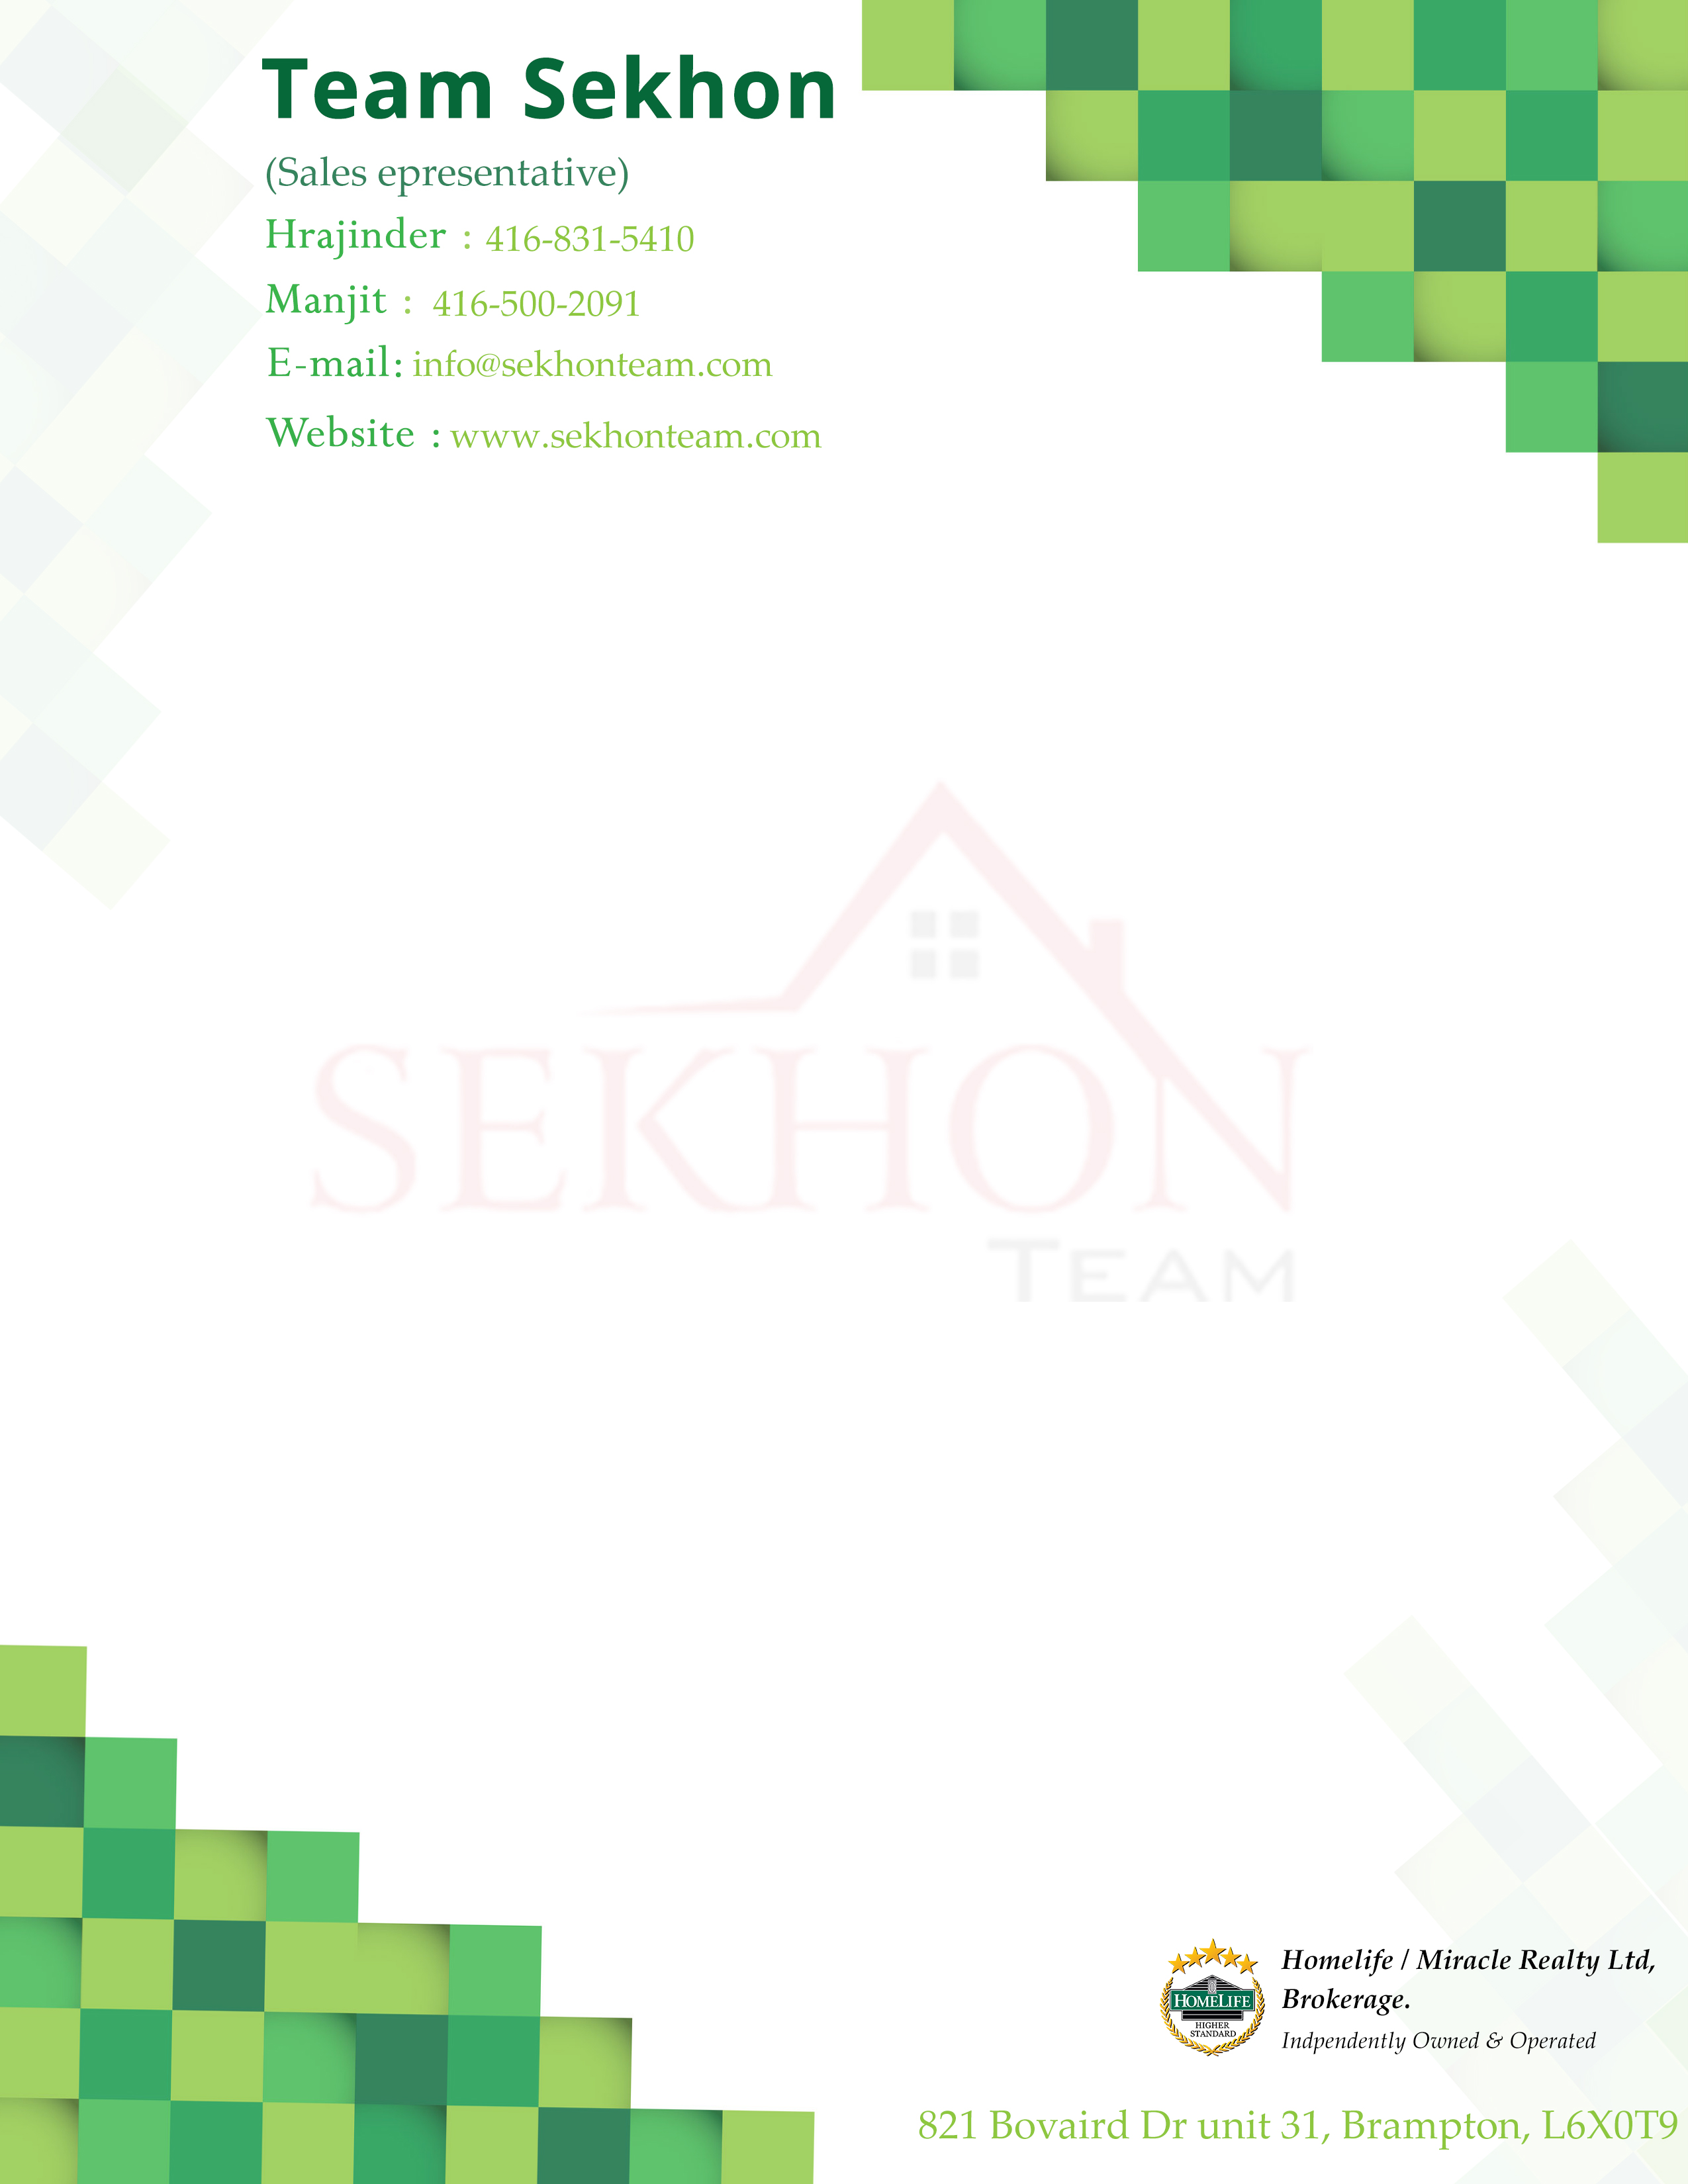 Team Sekhon
(Sales epresentative)
Hrajinder : 416-831-5410
Manjit : 416-500-2091
E-mail: info@sekhonteam.com
Website : www.sekhonteam.com
SEKHON
TEAM
HOMELIFE
HIGHER
STANDARD
Homelife / Miracle Realty Ltd,
Brokerage.
Indpendently Owned & Operated
821 Bovaird Dr unit 31, Brampton, L6X0T9